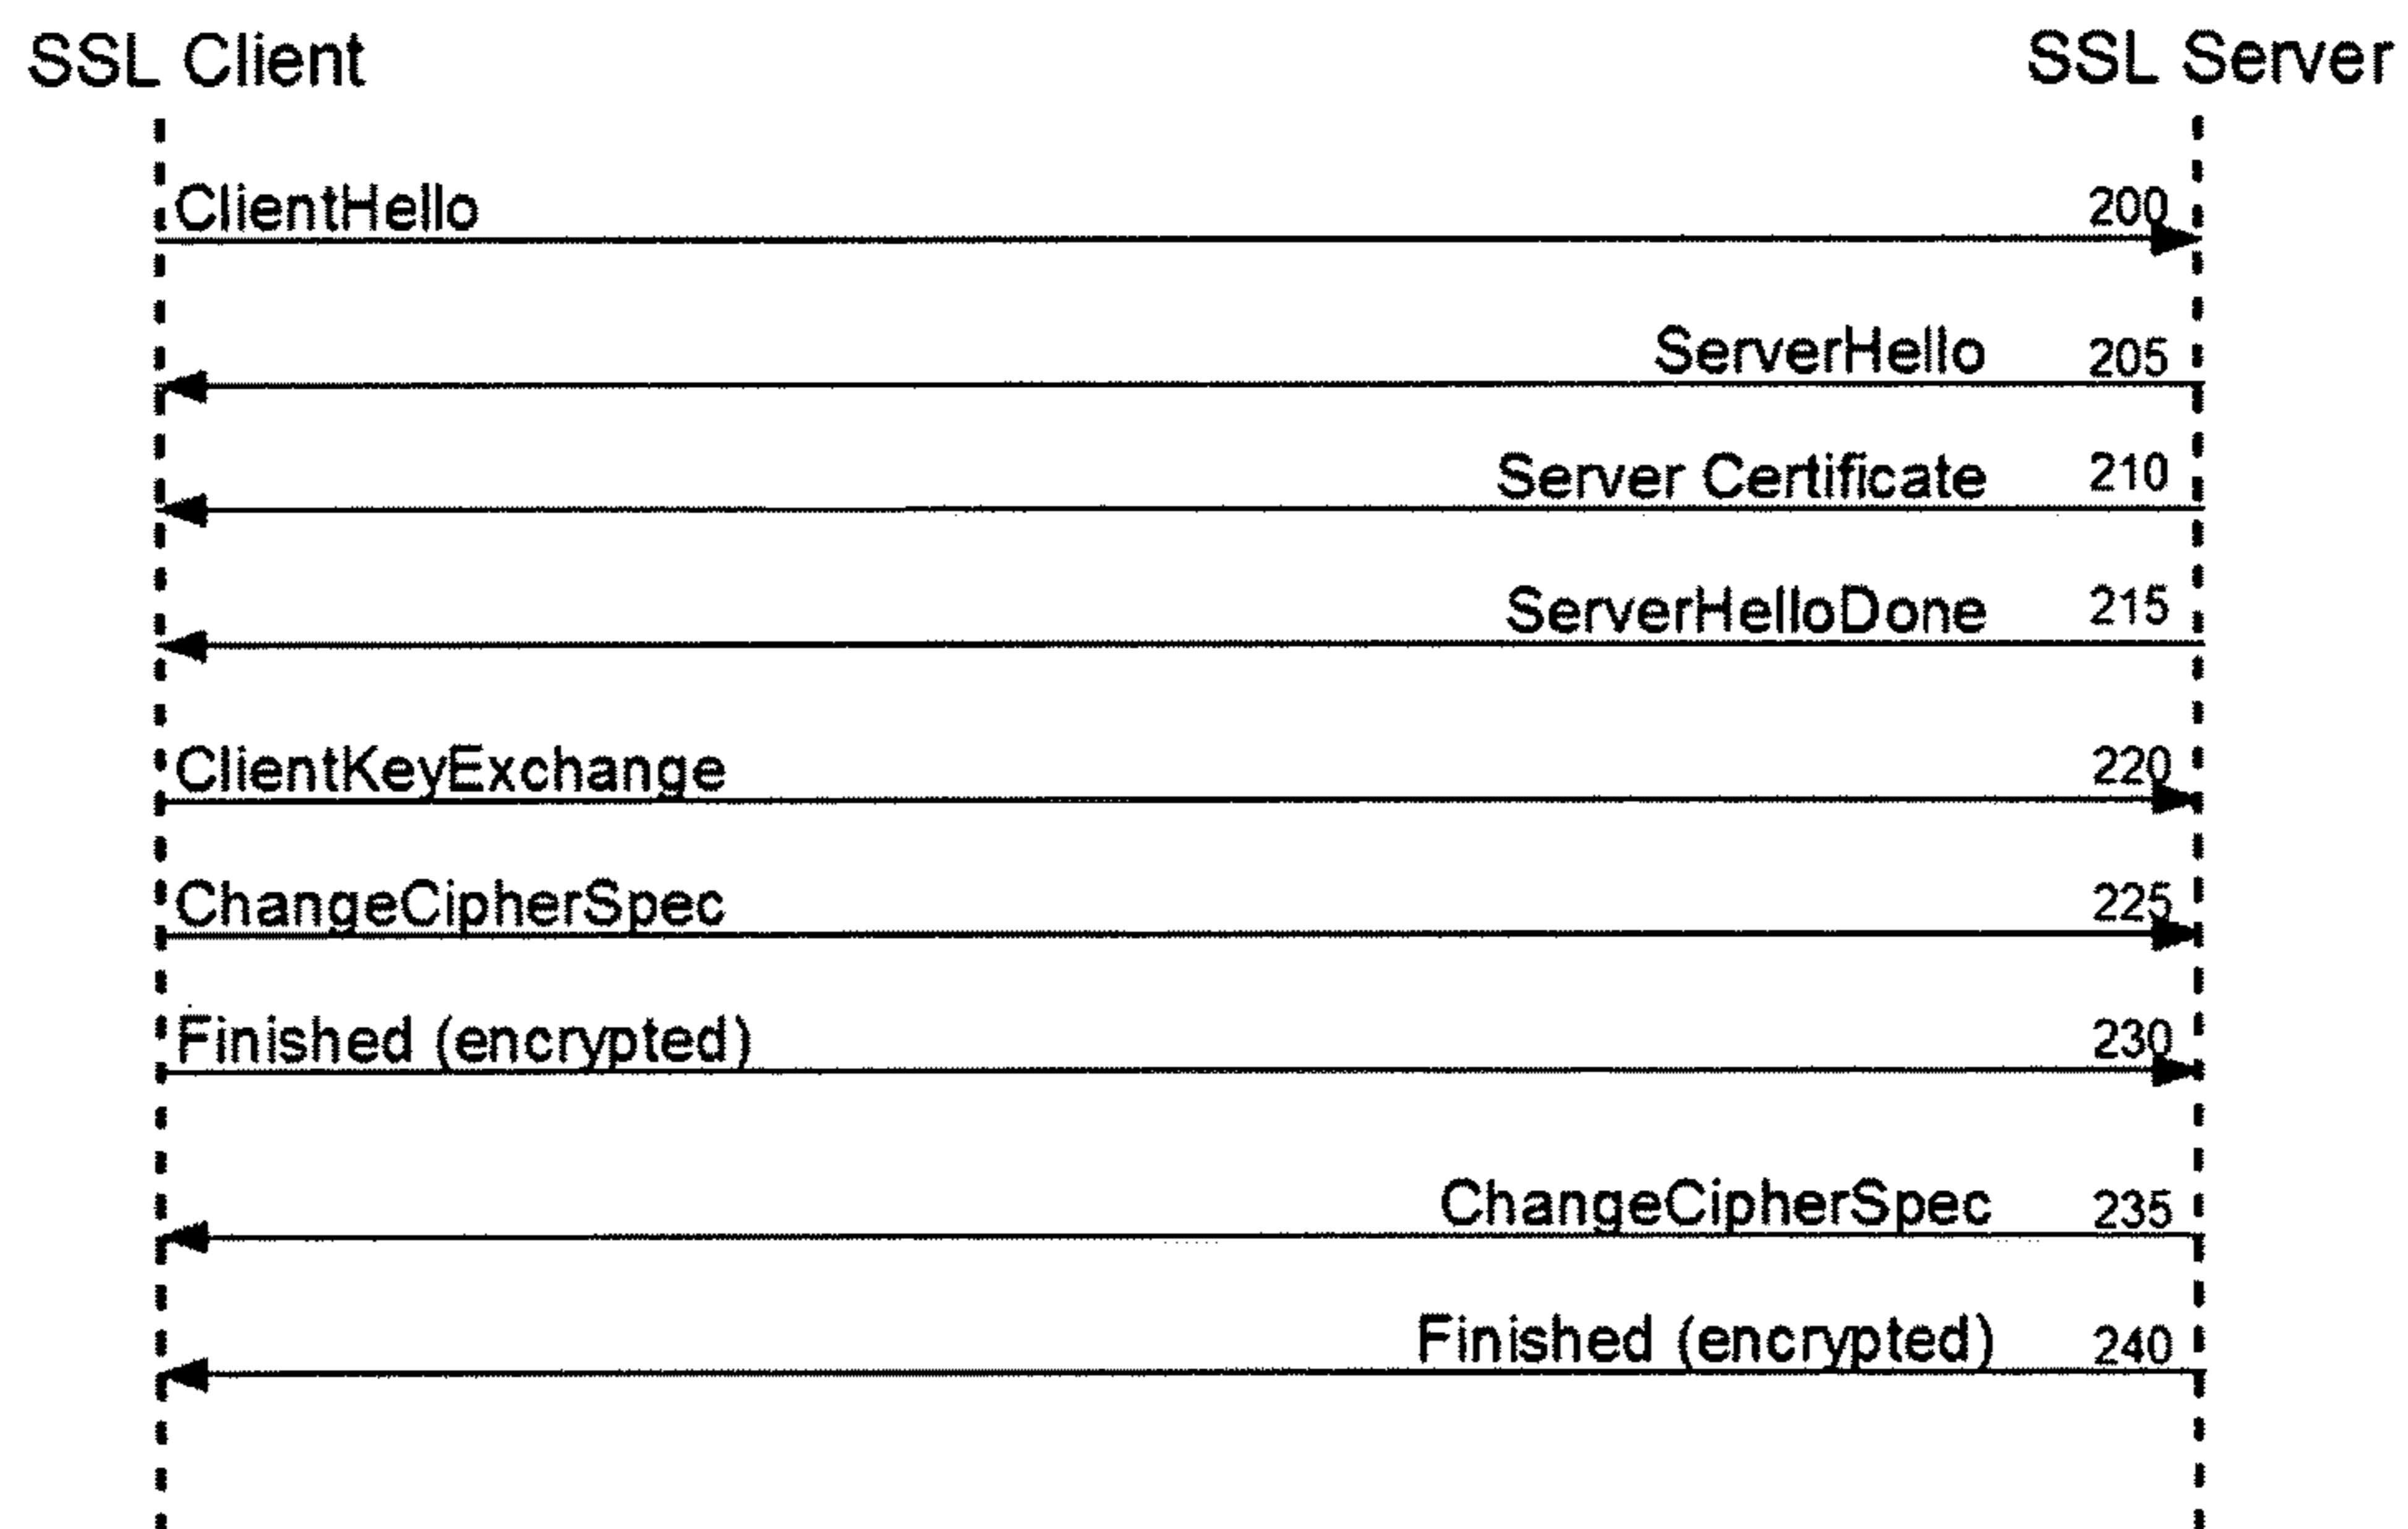 SSL Client SSL Server
ClientHello 200
ServerHello 205
Server Certificate 210
ServerHelloDone 215
ClientKeyExchange 220
ChangeCipherSpec 225
Finished (encrypted) 230
ChangeCipherSpec 235
Finished (encrypted) 240